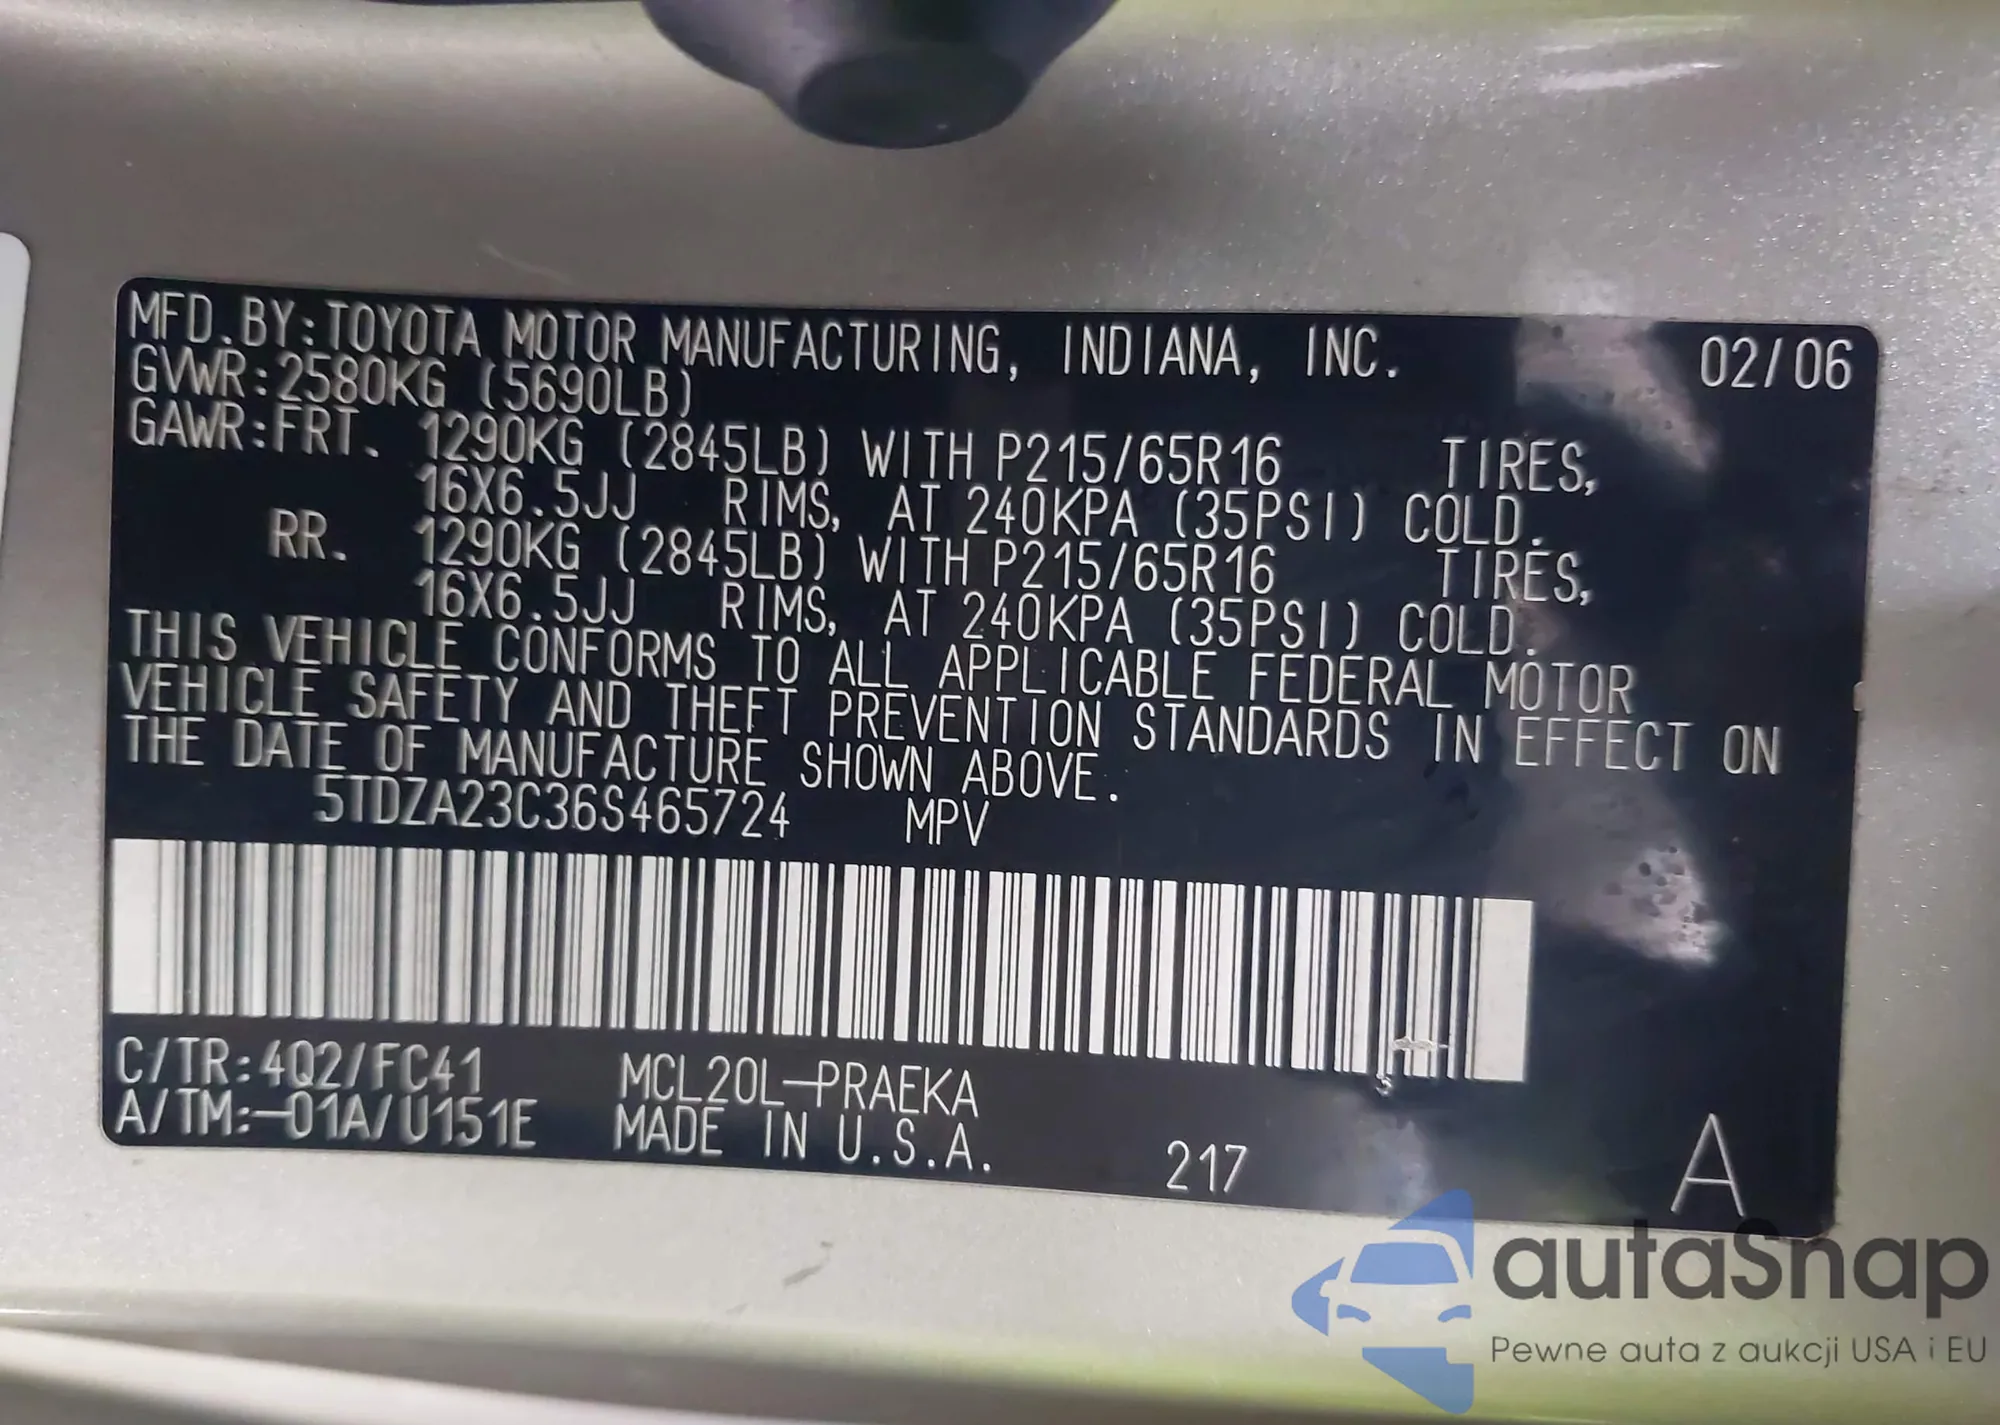 MFD.BY:TOYOTA MOTOR MANUFACTURING, INDIANA, INC. 02/06
GVWR:2580KG (5690LB)
GAWR:FRT. 1290KG (2845LB) WITH P215/65R16 TIRES,
16X6.5JJ RIMS, AT 240KPA (35PSI) COLD.
RR. 1290KG (2845LB) WITH P215/65R16 TIRES,
16X6.5JJ RIMS, AT 240KPA (35PSI) COLD.
THIS VEHICLE CONFORMS TO ALL APPLICABLE FEDERAL MOTOR
VEHICLE SAFETY AND THEFT PREVENTION STANDARDS IN EFFECT ON
THE DATE OF MANUFACTURE SHOWN ABOVE.
5TDZA23C36S465724 MPV
C/TR:4Q2/FC41 MCL20L-PRAEKA
A/TM:-01A/U151E MADE IN U.S.A. 217 A
autaSnap
Pewne auta z aukcji USA i EU